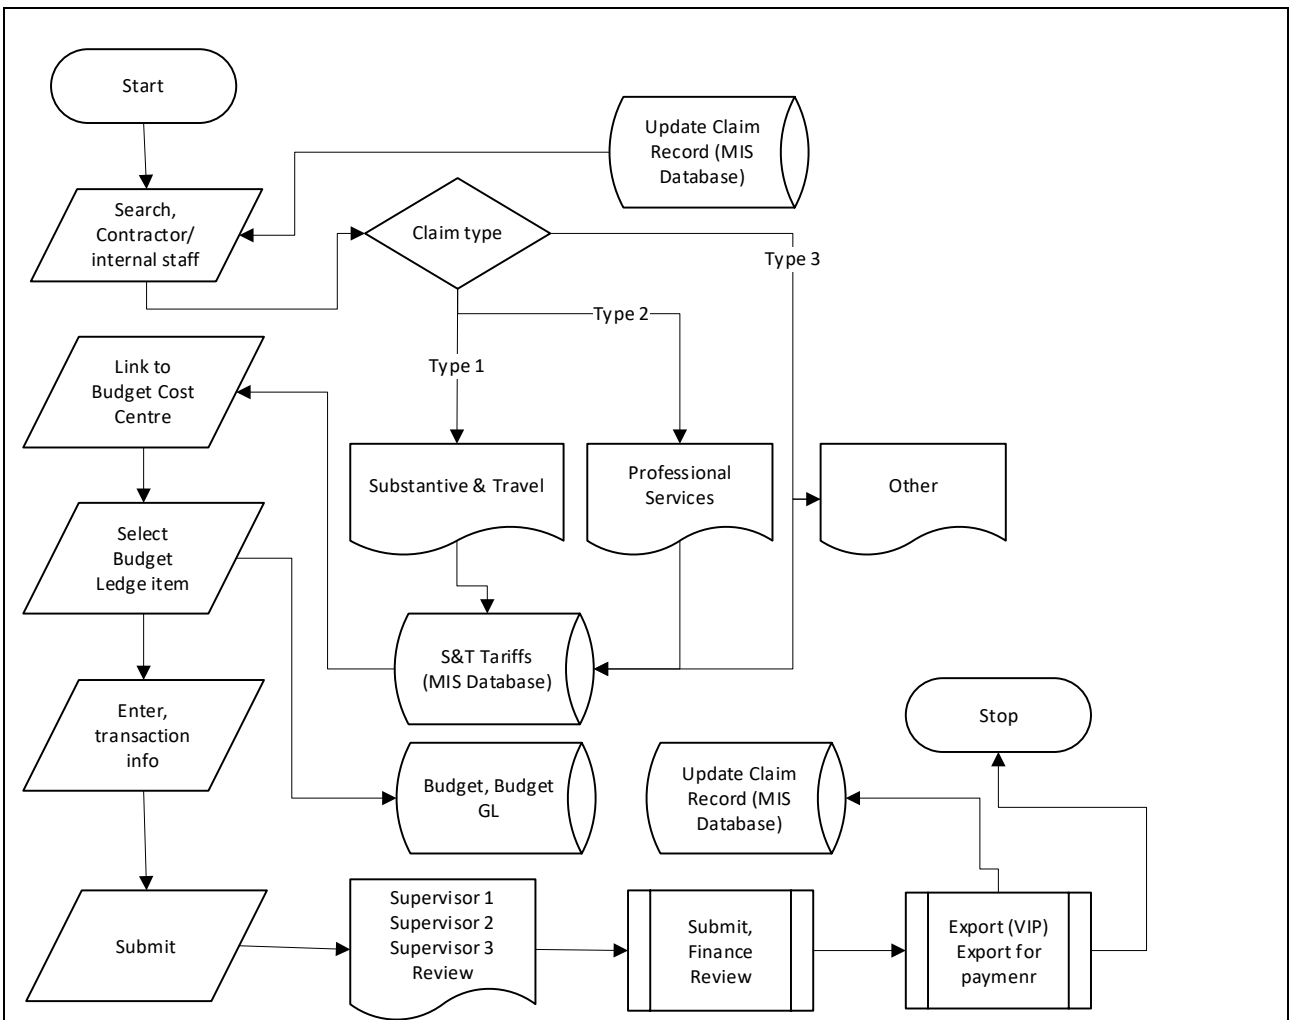 Start
Update Claim
Record (MIS
Database)
Search,
Contractor/
internal staff
Claim type
Type 3
Type 2
Type 1
Link to
Budget Cost
Centre
Substantive & Travel
Professional
Services
Other
Select
Budget
Ledge item
S&T Tariffs
(MIS Database)
Enter,
transaction
info
Stop
Budget, Budget
GL
Update Claim
Record (MIS
Database)
Submit
Supervisor 1
Supervisor 2
Supervisor 3
Review
Submit,
Finance
Review
Export (VIP)
Export for
paymenr